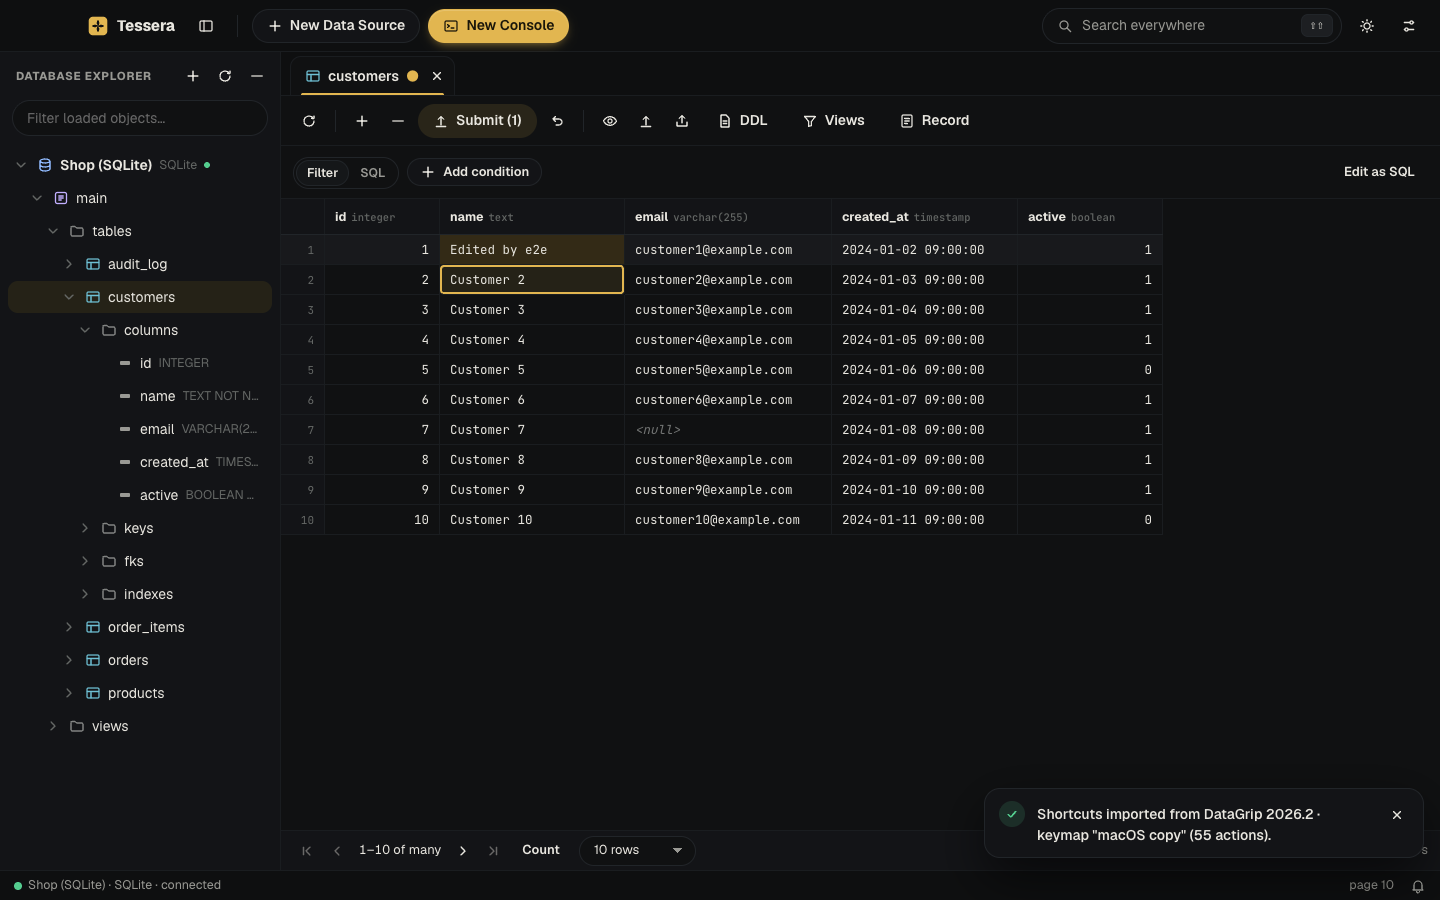 Tessera
New Data Source
New Console
Search everywhere
⇧⇧
DATABASE EXPLORER
Filter loaded objects…
Shop (SQLite) SQLite
main
tables
audit_log
customers
columns
id INTEGER
name TEXT NOT N…
email VARCHAR(2…
created_at TIMES…
active BOOLEAN …
keys
fks
indexes
order_items
orders
products
views
customers
Submit (1)
DDL
Views
Record
Filter SQL
Add condition
Edit as SQL
id integer name text email varchar(255) created_at timestamp active boolean
1 1 Edited by e2e customer1@example.com 2024-01-02 09:00:00 1
2 2 Customer 2 customer2@example.com 2024-01-03 09:00:00 1
3 3 Customer 3 customer3@example.com 2024-01-04 09:00:00 1
4 4 Customer 4 customer4@example.com 2024-01-05 09:00:00 1
5 5 Customer 5 customer5@example.com 2024-01-06 09:00:00 0
6 6 Customer 6 customer6@example.com 2024-01-07 09:00:00 1
7 7 Customer 7 <null> 2024-01-08 09:00:00 1
8 8 Customer 8 customer8@example.com 2024-01-09 09:00:00 1
9 9 Customer 9 customer9@example.com 2024-01-10 09:00:00 1
10 10 Customer 10 customer10@example.com 2024-01-11 09:00:00 0
1–10 of many
Count
10 rows
Shortcuts imported from DataGrip 2026.2 ·
keymap "macOS copy" (55 actions).
Shop (SQLite) · SQLite · connected
page 10